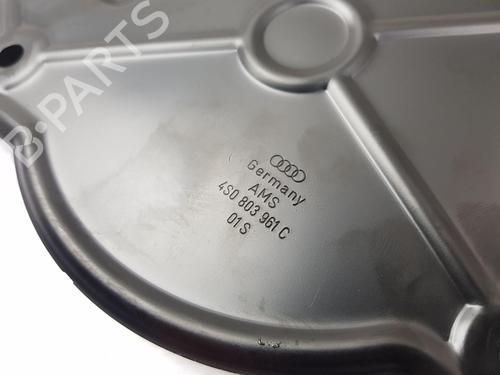 B-PARTS
Germany
AMS
4S0 803 961 C
01 S